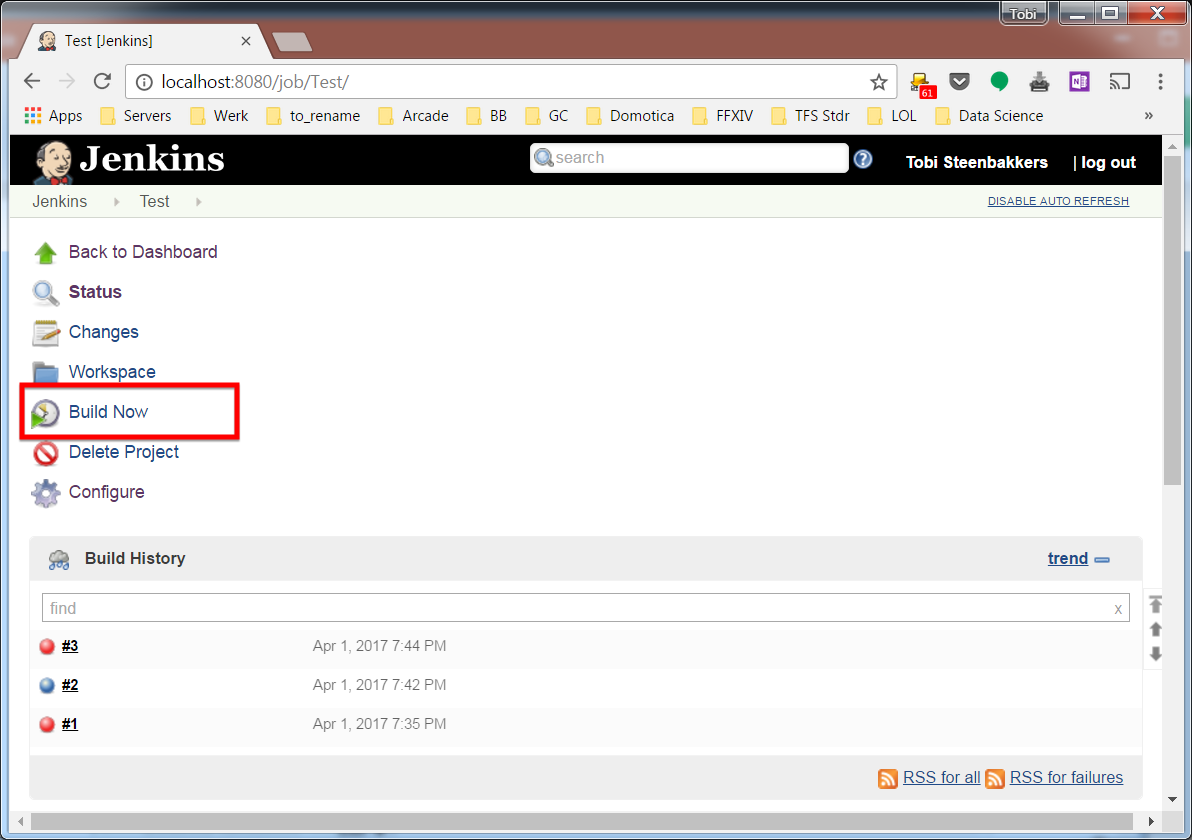 Tobi
Test [Jenkins]
localhost:8080/job/Test/
61
N
Apps Servers Werk to_rename Arcade BB GC Domotica FFXIV TFS Stdr LOL Data Science »
Jenkins search ? Tobi Steenbakkers | log out
Jenkins Test DISABLE AUTO REFRESH
Back to Dashboard
Status
Changes
Workspace
Build Now
Delete Project
Configure
Build History trend
find x
#3 Apr 1, 2017 7:44 PM
#2 Apr 1, 2017 7:42 PM
#1 Apr 1, 2017 7:35 PM
RSS for all RSS for failures